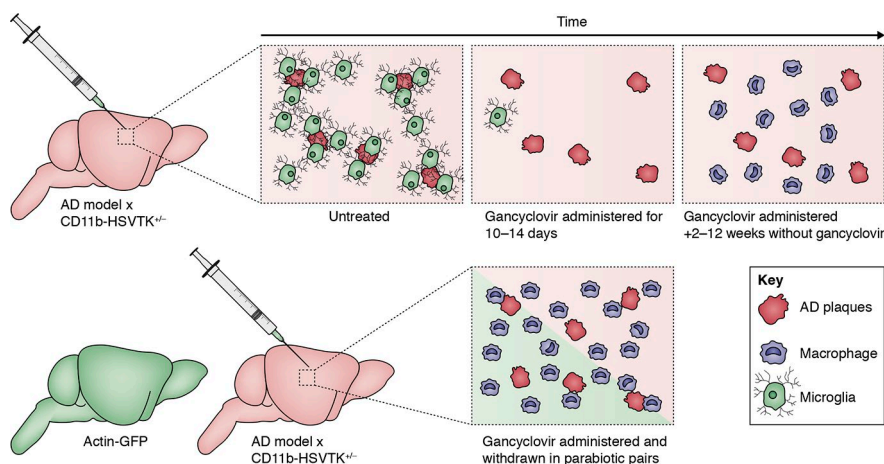 Time
AD model x
CD11b-HSVTK+/–
Untreated
Gancyclovir administered for
10–14 days
Gancyclovir administered
+2–12 weeks without gancyclovir
Key
AD plaques
Macrophage
Microglia
Actin-GFP
AD model x
CD11b-HSVTK+/–
Gancyclovir administered and
withdrawn in parabiotic pairs